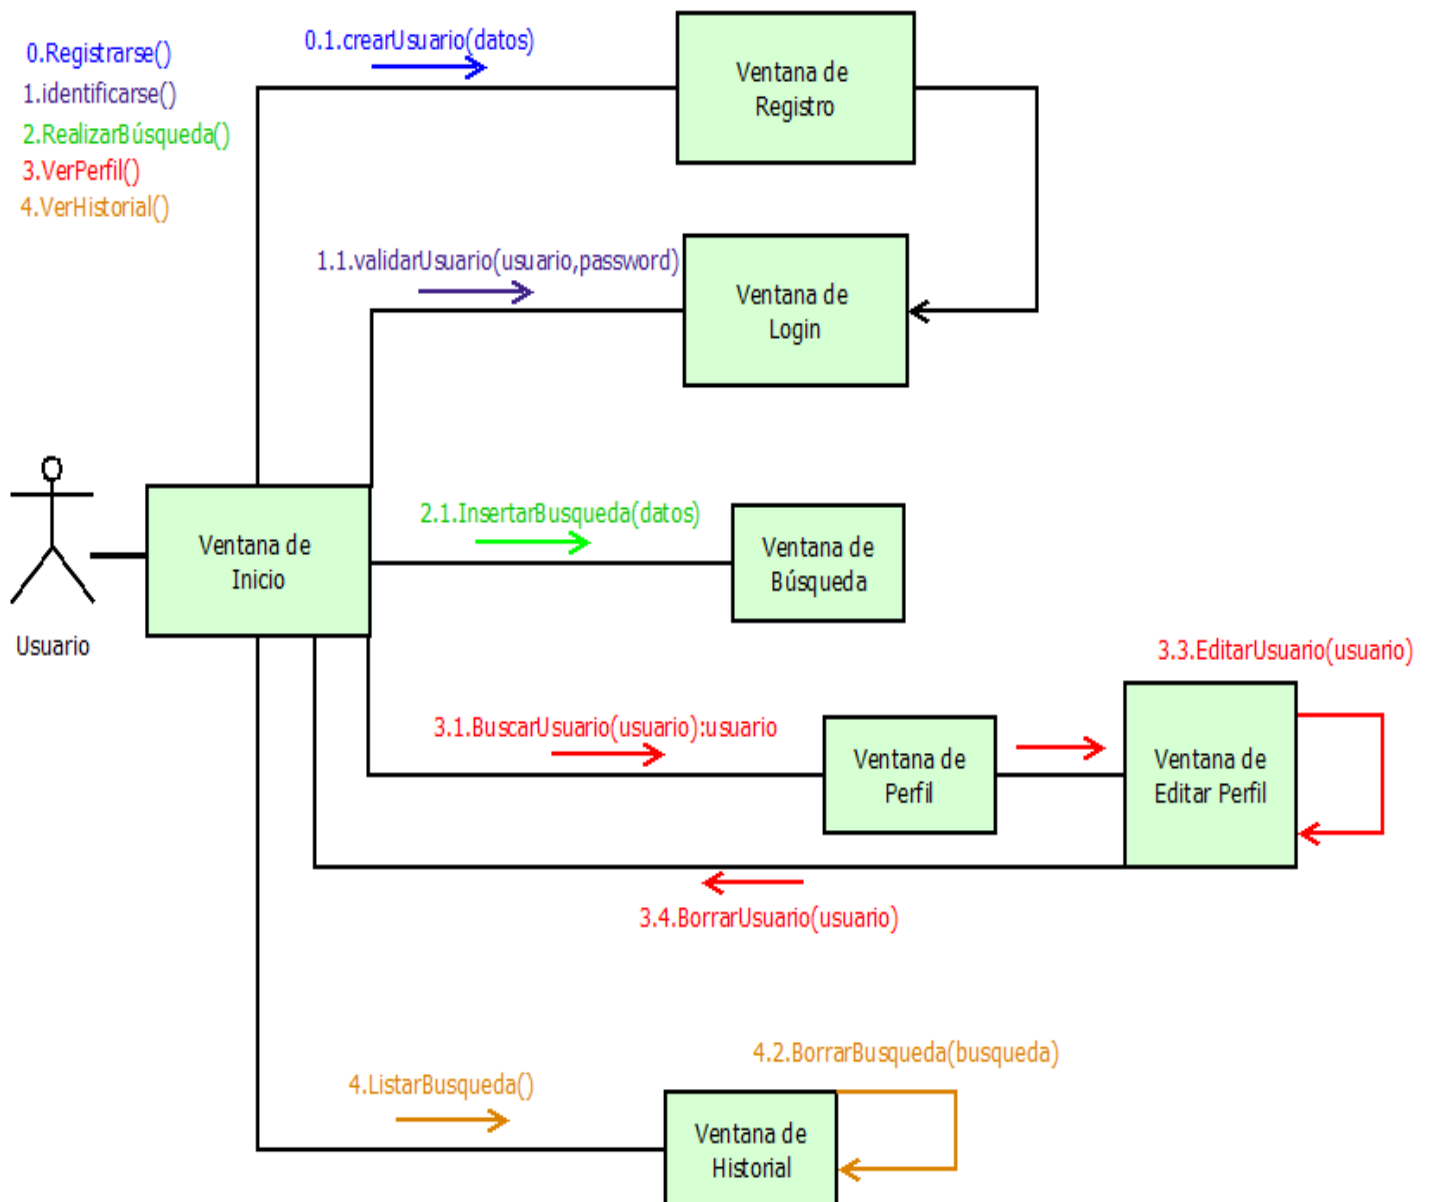 0.Registrarse()
1.identificarse()
2.RealizarBúsqueda()
3.VerPerfil()
4.VerHistorial()
0.1.crearUsuario(datos)
Ventana de
Registro
1.1.validarUsuario(usuario,password)
Ventana de
Login
Usuario
Ventana de
Inicio
2.1.InsertarBusqueda(datos)
Ventana de
Búsqueda
3.1.BuscarUsuario(usuario):usuario
Ventana de
Perfil
3.3.EditarUsuario(usuario)
Ventana de
Editar Perfil
3.4.BorrarUsuario(usuario)
4.ListarBusqueda()
4.2.BorrarBusqueda(busqueda)
Ventana de
Historial